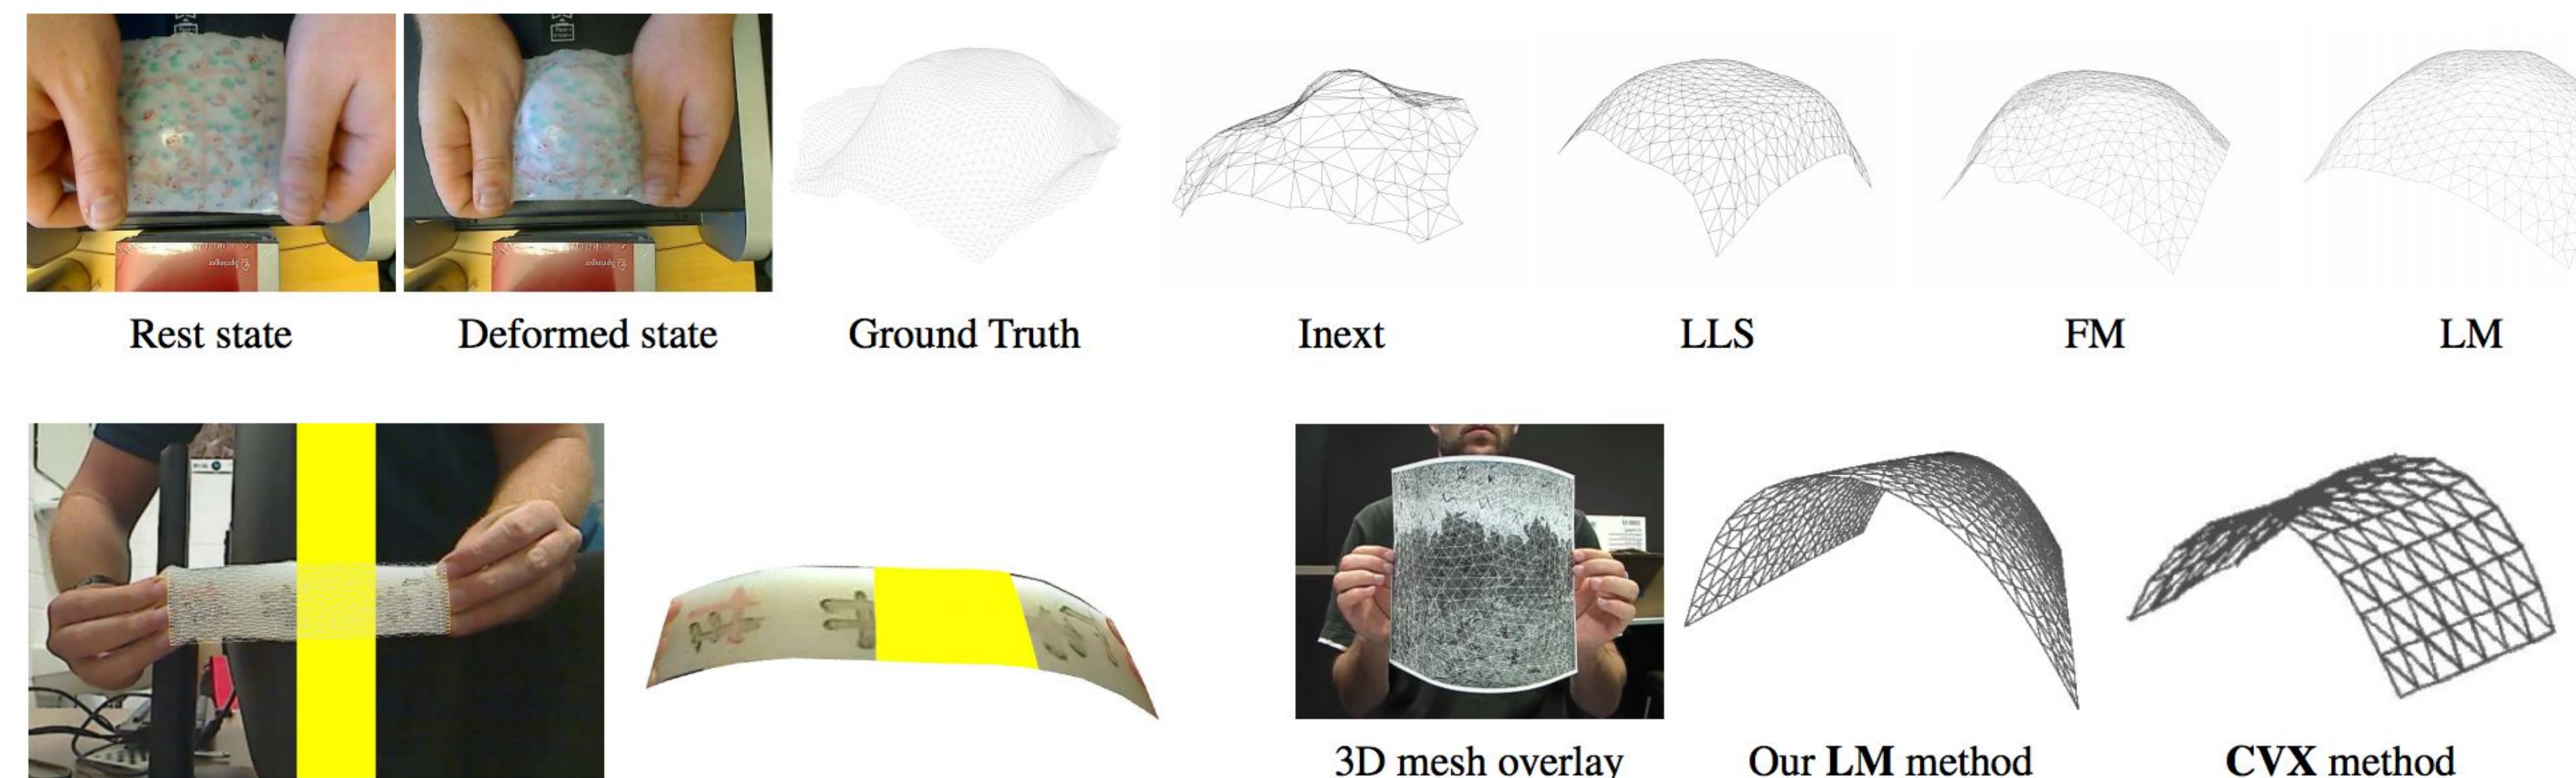 Rest state
Deformed state
Ground Truth
Inext
LLS
FM
LM
3D mesh overlay
Our LM method
CVX method